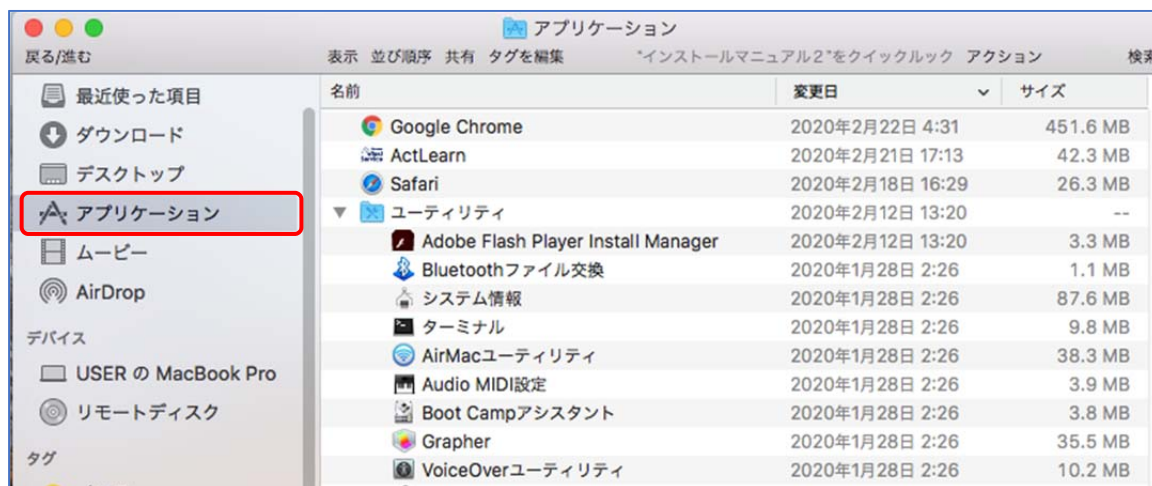 アプリケーション
戻る/進む 表示 並び順序 共有 タグを編集 "インストールマニュアル２"をクイックルック アクション 検索
最近使った項目
ダウンロード
デスクトップ
アプリケーション
ムービー
AirDrop
デバイス
USER の MacBook Pro
リモートディスク
タグ
名前 変更日 サイズ
Google Chrome 2020年2月22日 4:31 451.6 MB
ActLearn 2020年2月21日 17:13 42.3 MB
Safari 2020年2月18日 16:29 26.3 MB
ユーティリティ 2020年2月12日 13:20 --
Adobe Flash Player Install Manager 2020年2月12日 13:20 3.3 MB
Bluetoothファイル交換 2020年1月28日 2:26 1.1 MB
システム情報 2020年1月28日 2:26 87.6 MB
ターミナル 2020年1月28日 2:26 9.8 MB
AirMacユーティリティ 2020年1月28日 2:26 38.3 MB
Audio MIDI設定 2020年1月28日 2:26 3.9 MB
Boot Campアシスタント 2020年1月28日 2:26 3.8 MB
Grapher 2020年1月28日 2:26 35.5 MB
VoiceOverユーティリティ 2020年1月28日 2:26 10.2 MB